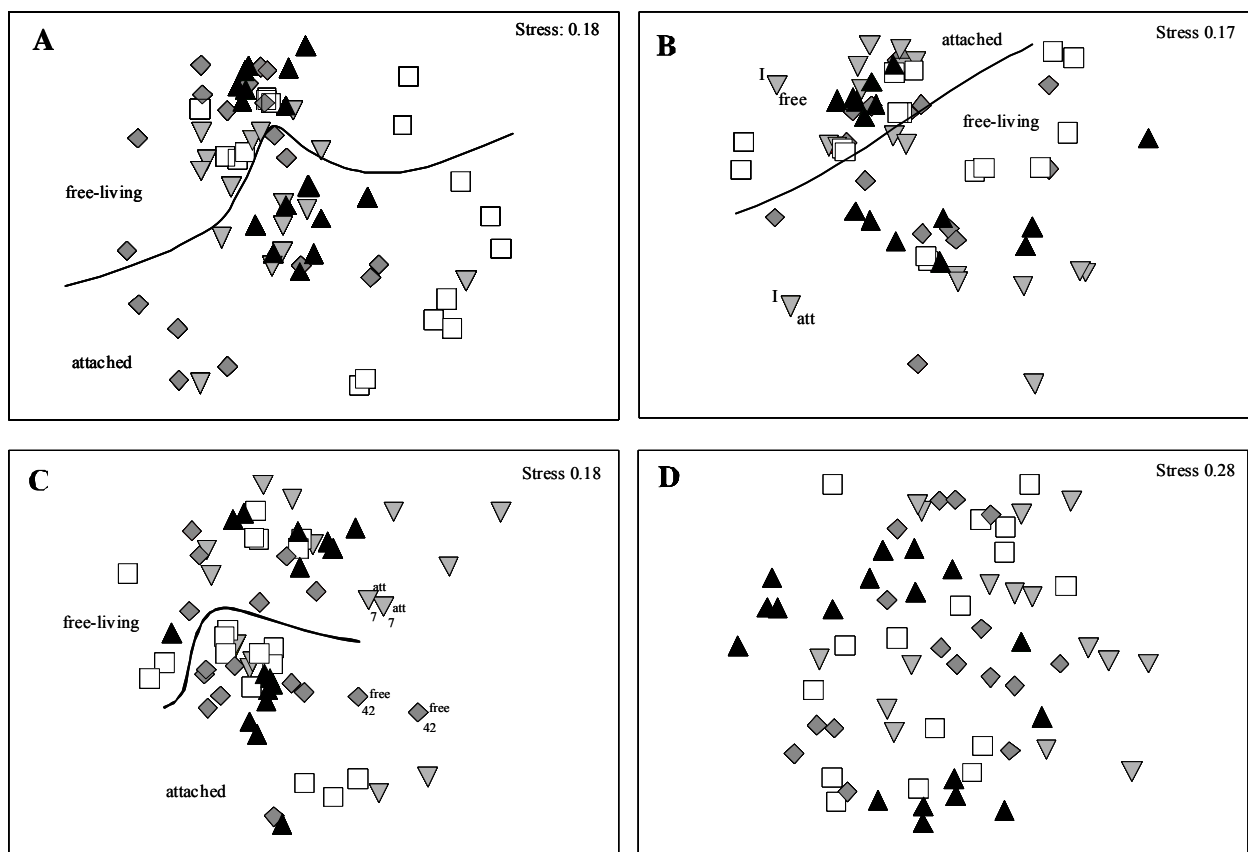 A
Stress: 0.18
free-living
attached
B
Stress 0.17
attached
I
free
free-living
I
att
C
Stress 0.18
att
7
att
7
free-living
free
42
free
42
attached
D
Stress 0.28